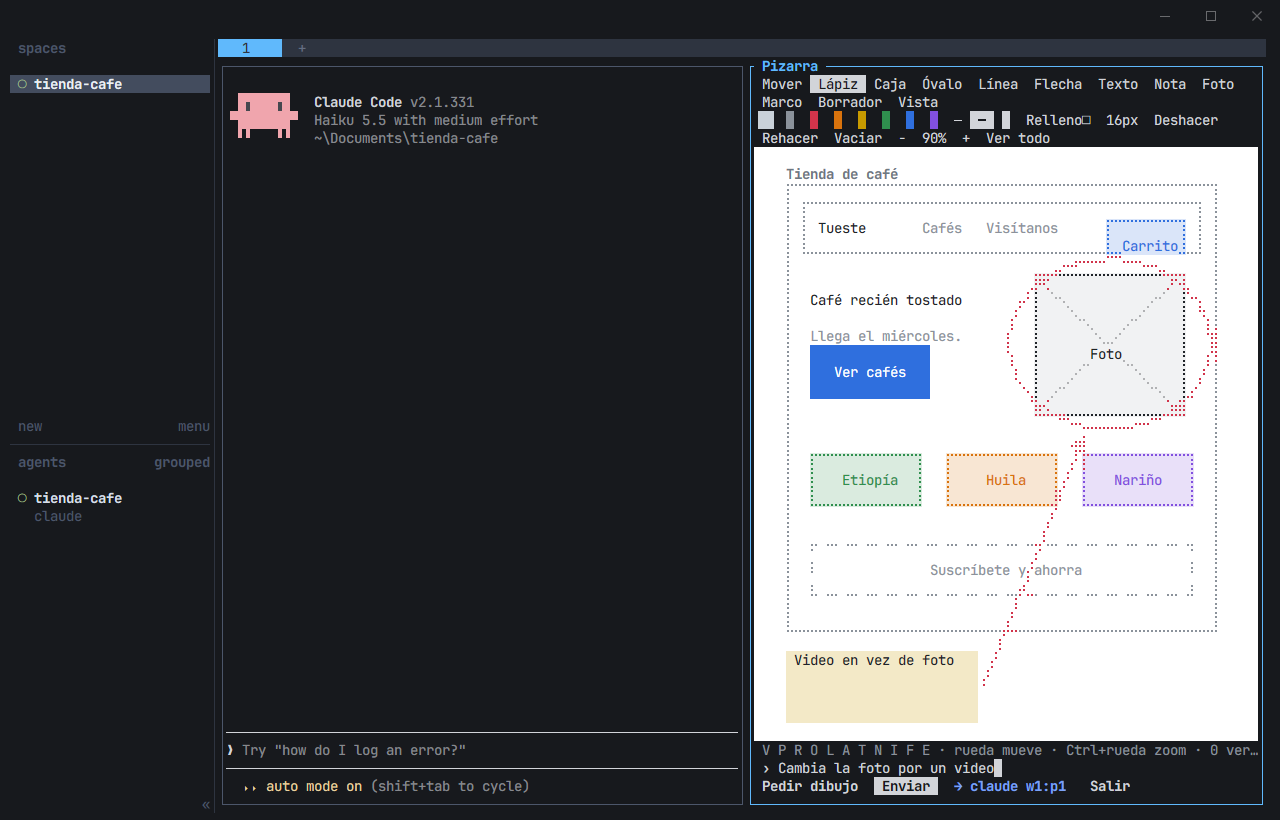 spaces
tienda-cafe
new menu
agents grouped
tienda-cafe
claude
«
1 +
Claude Code v2.1.331
Haiku 5.5 with medium effort
~\Documents\tienda-cafe
❯ Try "how do I log an error?"
auto mode on (shift+tab to cycle)
Pizarra
Mover Lápiz Caja Óvalo Línea Flecha Texto Nota Foto
Marco Borrador Vista
Relleno□ 16px Deshacer
Rehacer Vaciar - 90% + Ver todo
Tienda de café
Tueste Cafés Visítanos
Carrito
Café recién tostado
Llega el miércoles.
Foto
Ver cafés
Etiopía Huila Nariño
Suscríbete y ahorra
Video en vez de foto
V P R O L A T N I F E · rueda mueve · Ctrl+rueda zoom · 0 ver…
› Cambia la foto por un video
Pedir dibujo Enviar → claude w1:p1 Salir